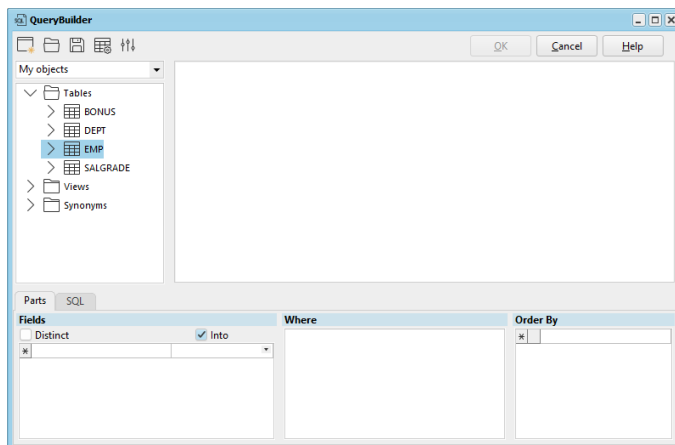 QueryBuilder
OK Cancel Help
My objects
Tables
BONUS
DEPT
EMP
SALGRADE
Views
Synonyms
Parts SQL
Fields Where Order By
Distinct Into